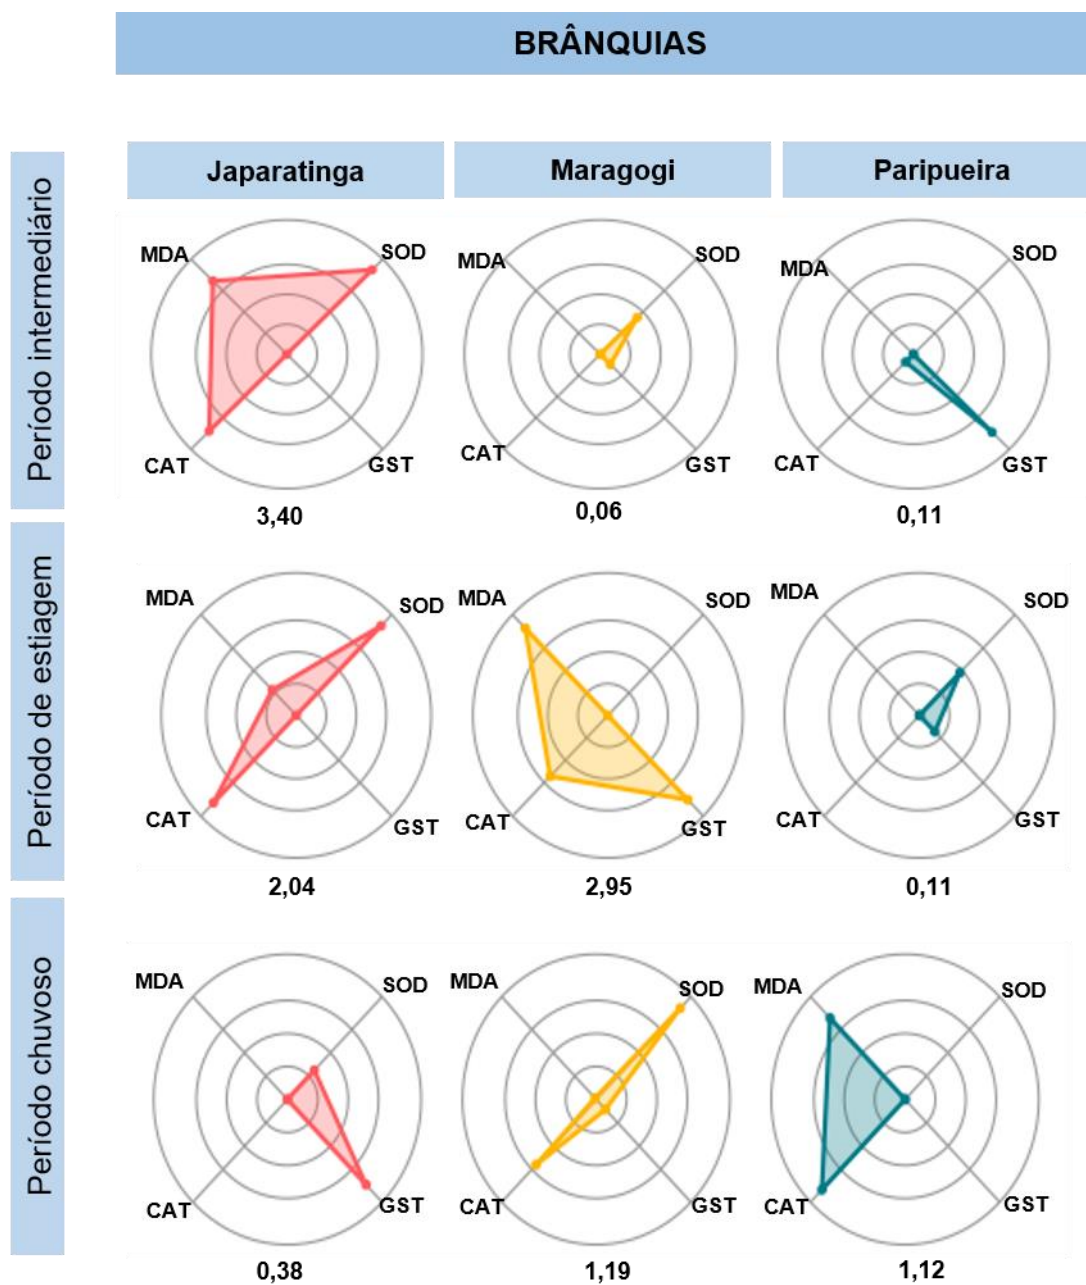 BRÂNQUIAS
Japaratinga
Maragogi
Paripueira
Período intermediário
MDA
SOD
CAT
GST
3,40
MDA
SOD
CAT
GST
0,06
MDA
SOD
CAT
GST
0,11
Período de estiagem
MDA
SOD
CAT
GST
2,04
MDA
SOD
CAT
GST
2,95
MDA
SOD
CAT
GST
0,11
Período chuvoso
MDA
SOD
CAT
GST
0,38
MDA
SOD
CAT
GST
1,19
MDA
SOD
CAT
GST
1,12